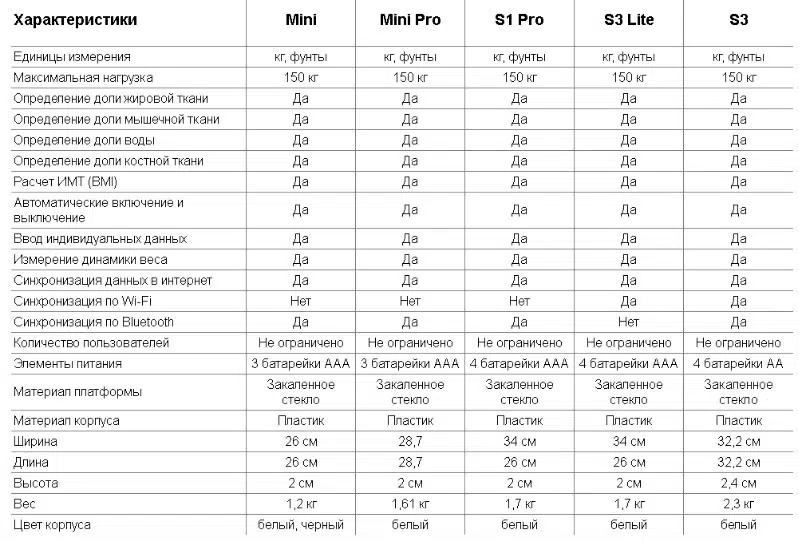 Характеристики Mini Mini Pro S1 Pro S3 Lite S3
Единицы измерения кг, фунты кг, фунты кг, фунты кг, фунты кг, фунты
Максимальная нагрузка 150 кг 150 кг 150 кг 150 кг 150 кг
Определение доли жировой ткани Да Да Да Да Да
Определение доли мышечной ткани Да Да Да Да Да
Определение доли воды Да Да Да Да Да
Определение доли костной ткани Да Да Да Да Да
Расчет ИМТ (BMI) Да Да Да Да Да
Автоматические включение и
выключение Да Да Да Да Да
Ввод индивидуальных данных Да Да Да Да Да
Измерение динамики веса Да Да Да Да Да
Синхронизация данных в интернет Да Да Да Да Да
Синхронизация по Wi-Fi Нет Нет Нет Да Да
Синхронизация по Bluetooth Да Да Да Нет Да
Количество пользователей Не ограничено Не ограничено Не ограничено Не ограничено Не ограничено
Элементы питания 3 батарейки ААА 3 батарейки ААА 4 батарейки ААА 4 батарейки ААА 4 батарейки АА
Материал платформы Закаленное Закаленное Закаленное Закаленное Закаленное
стекло стекло стекло стекло стекло
Материал корпуса Пластик Пластик Пластик Пластик Пластик
Ширина 26 см 28,7 34 см 34 см 32,2 см
Длина 26 см 28,7 26 см 26 см 32,2 см
Высота 2 см 2 см 2 см 2 см 2,4 см
Вес 1,2 кг 1,61 кг 1,7 кг 1,7 кг 2,3 кг
Цвет корпуса белый, черный белый белый белый белый